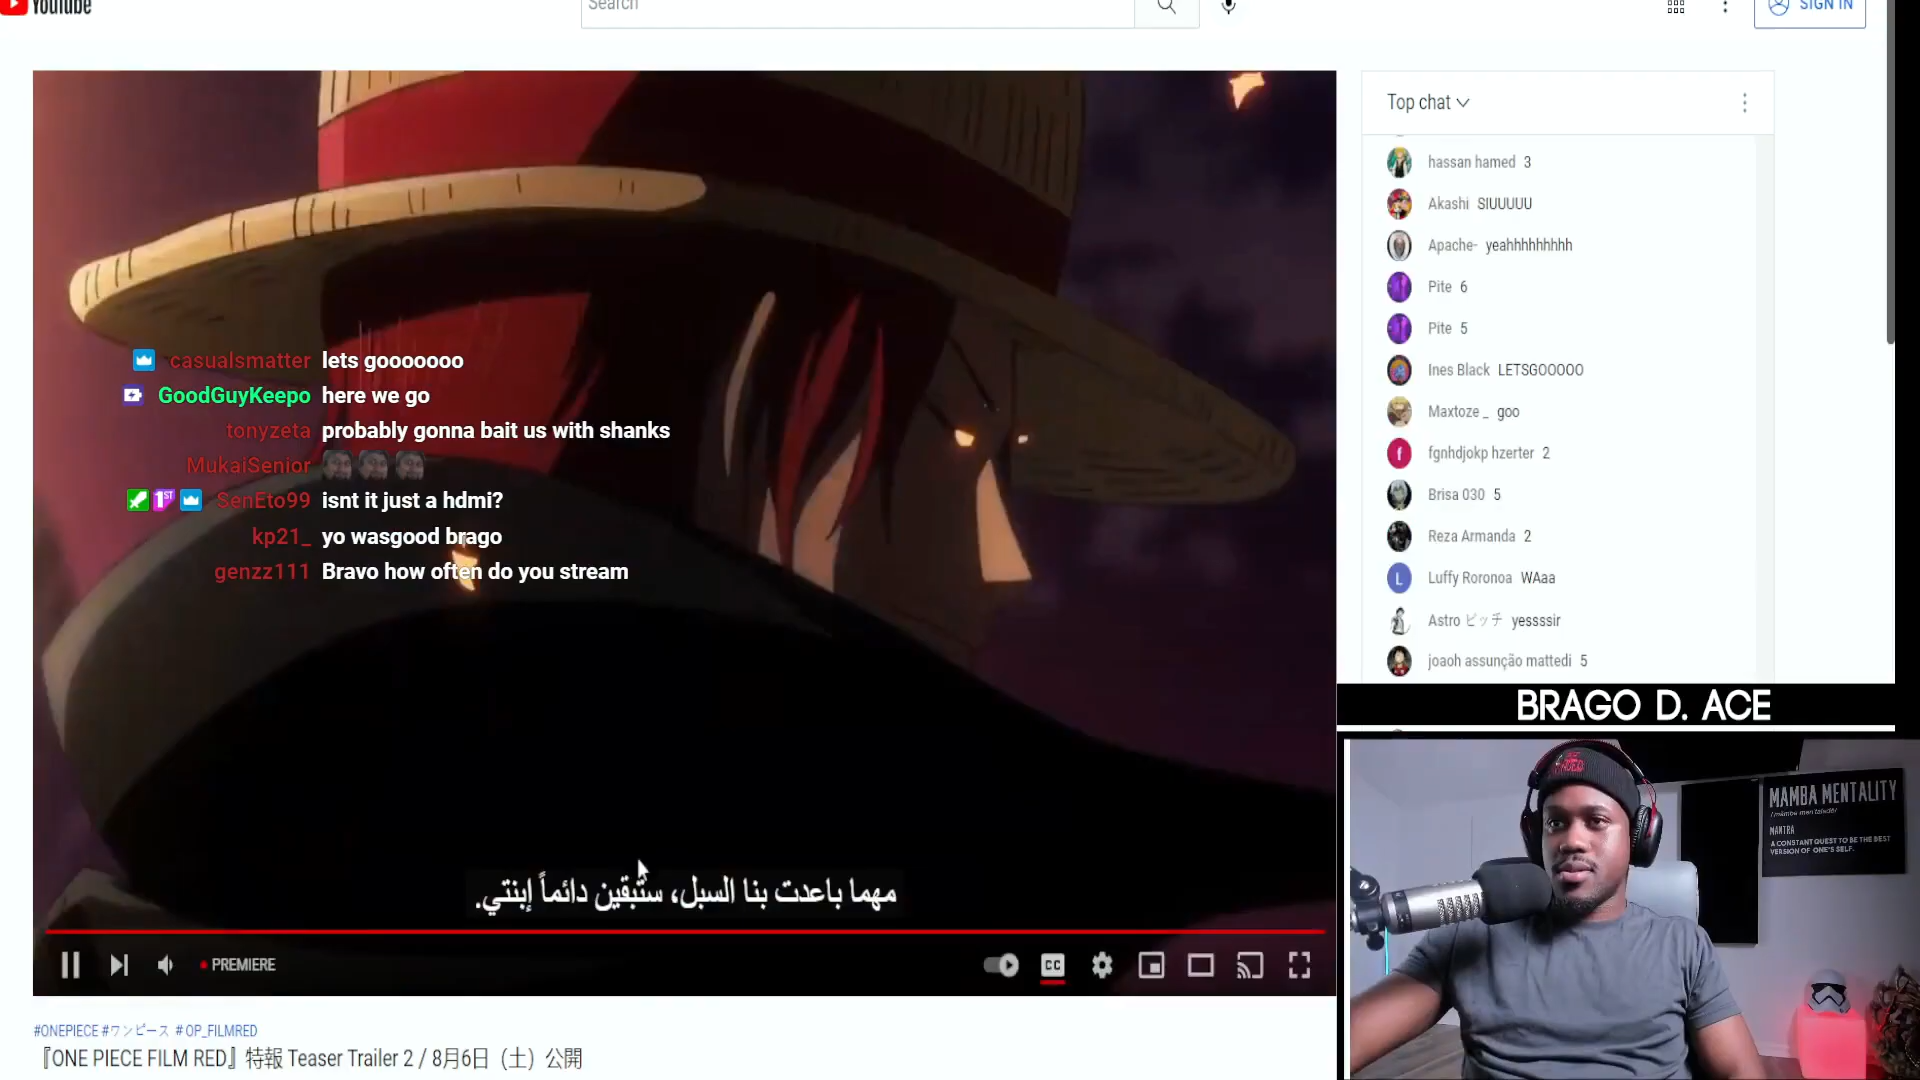 YouTube
Search
SIGN IN
Top chat
hassan hamed 3
Akashi SIUUUUU
Apache- yeahhhhhhhhh
Pite 6
Pite 5
Ines Black LETSGOOOOO
Maxtoze _ goo
fgnhdjokp hzerter 2
Brisa 030 5
Reza Armanda 2
L Luffy Roronoa WAaa
Astro ビッチ yessssir
joaoh assunção mattedi 5
casualsmatter lets gooooooo
GoodGuyKeepo here we go
tonyzeta probably gonna bait us with shanks
MukaiSenior
1ST SenEto99 isnt it just a hdmi?
kp21_ yo wasgood brago
genzz111 Bravo how often do you stream
مهما باعدت بنا السبل، ستبقين دائماً إبنتي.
PREMIERE
CC
#ONEPIECE #ワンピース # OP_FILMRED
『ONE PIECE FILM RED』特報 Teaser Trailer 2 / 8月6日（土）公開
BRAGO D. ACE
MAMBA MENTALITY
MANTRA
A CONSTANT QUEST TO BE THE BEST
VERSION OF ONE'S SELF.